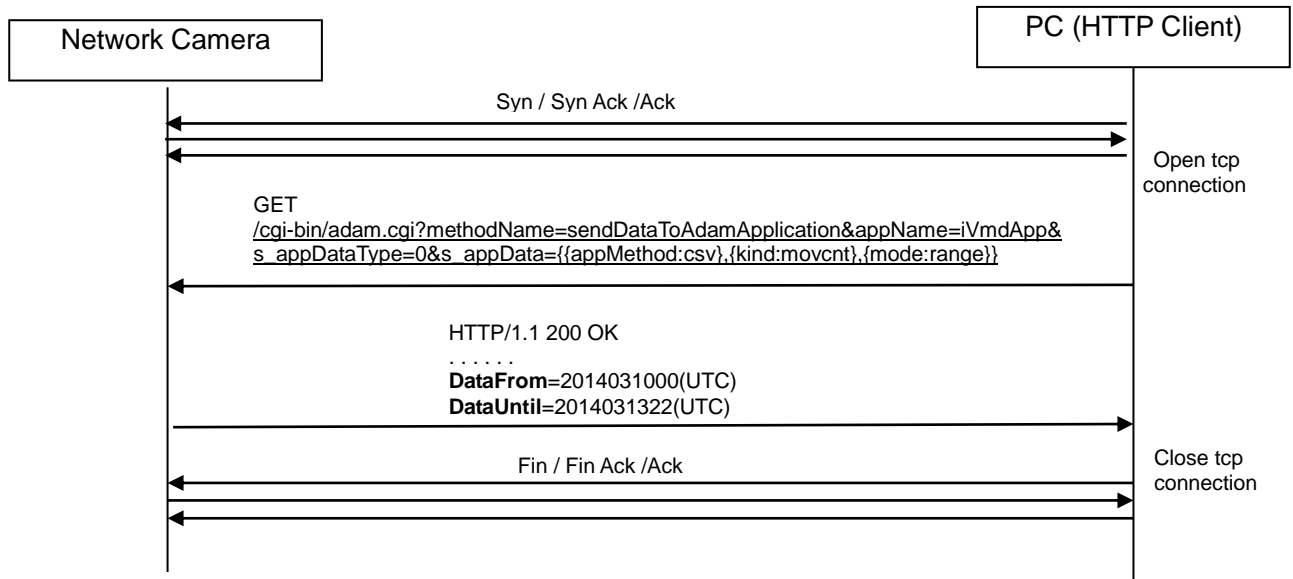 Network Camera
PC (HTTP Client)
Syn / Syn Ack /Ack
Open tcp
connection
GET
/cgi-bin/adam.cgi?methodName=sendDataToAdamApplication&appName=iVmdApp&
s_appDataType=0&s_appData={{appMethod:csv},{kind:movcnt},{mode:range}}
HTTP/1.1 200 OK
. . . . . .
DataFrom=2014031000(UTC)
DataUntil=2014031322(UTC)
Fin / Fin Ack /Ack
Close tcp
connection